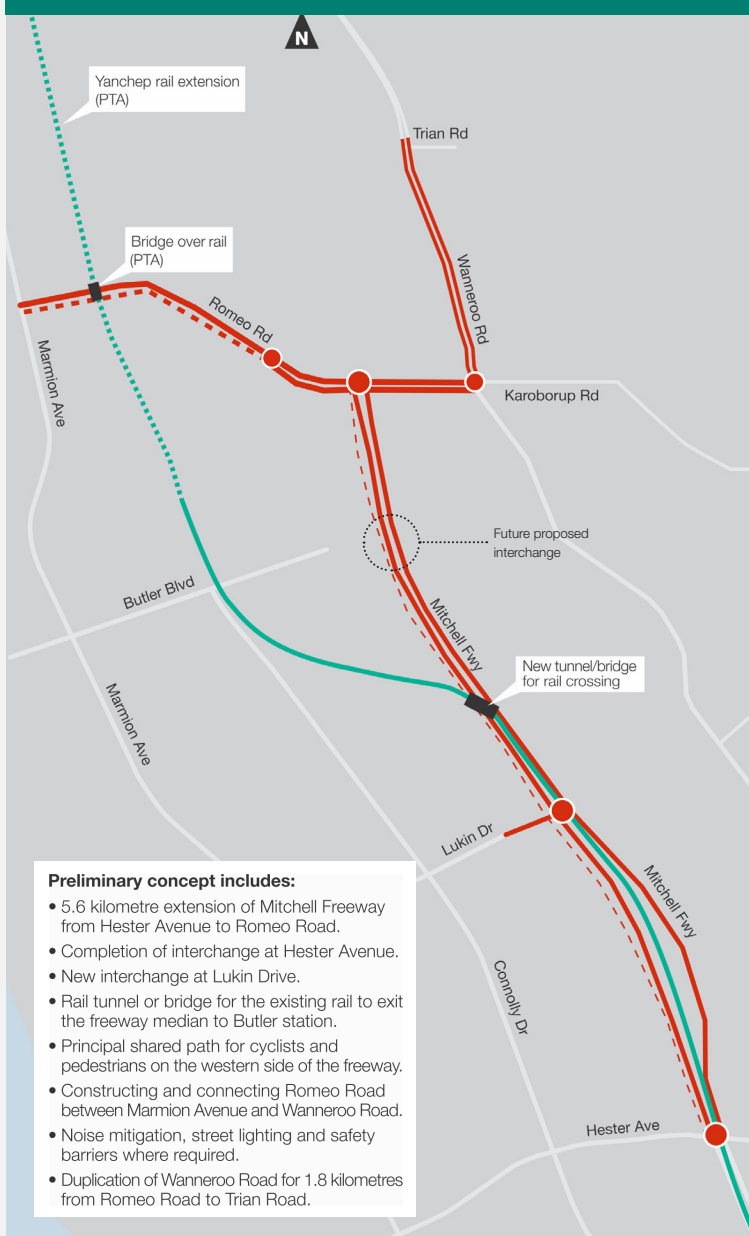 N
Yanchep rail extension
(PTA)
Trian Rd
Bridge over rail
(PTA)
Wanneroo Rd
Romeo Rd
Marmion Ave
Karoborup Rd
Future proposed
interchange
Butler Blvd
Mitchell Fwy
New tunnel/bridge
for rail crossing
Marmion Ave
Lukin Dr
Mitchell Fwy
Preliminary concept includes:
• 5.6 kilometre extension of Mitchell Freeway
from Hester Avenue to Romeo Road.
• Completion of interchange at Hester Avenue.
• New interchange at Lukin Drive.
• Rail tunnel or bridge for the existing rail to exit
the freeway median to Butler station.
• Principal shared path for cyclists and
pedestrians on the western side of the freeway.
• Constructing and connecting Romeo Road
between Marmion Avenue and Wanneroo Road.
• Noise mitigation, street lighting and safety
barriers where required.
• Duplication of Wanneroo Road for 1.8 kilometres
from Romeo Road to Trian Road.
Connolly Dr
Hester Ave